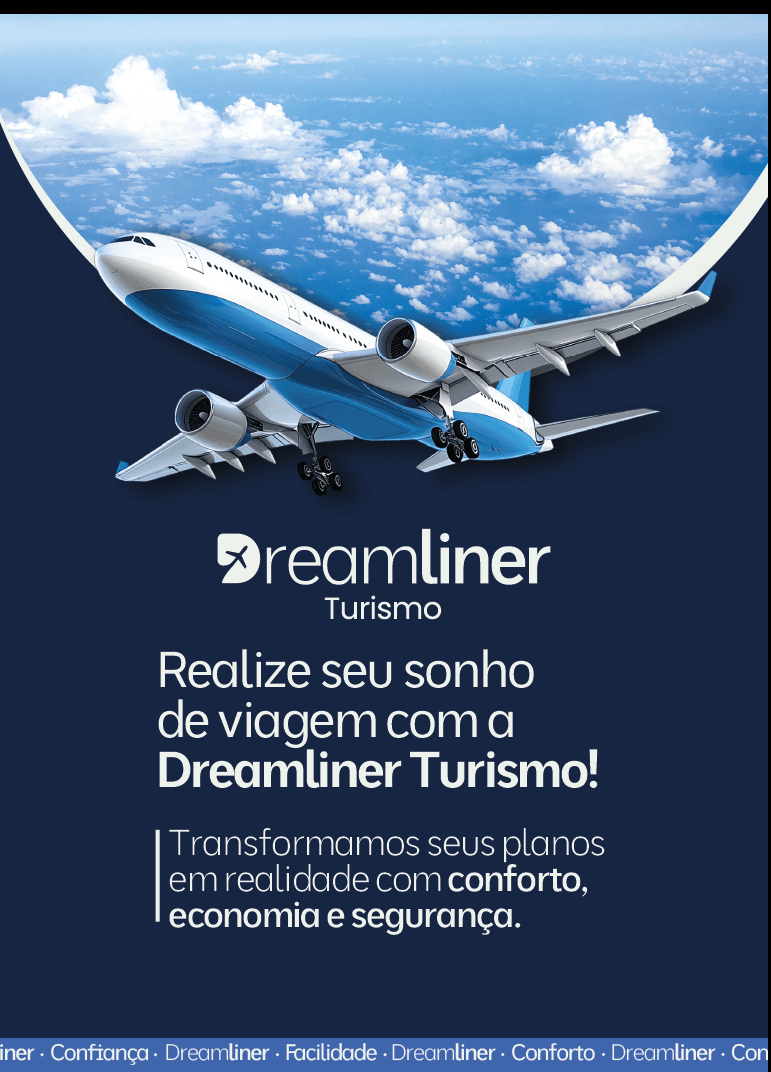 Dreamliner
Turismo
Realize seu sonho
de viagem com a
Dreamliner Turismo!
Transformamos seus planos
em realidade com conforto,
economia e segurança.
iner · Confiança · Dreamliner · Facilidade · Dreamliner · Conforto · Dreamliner · Con